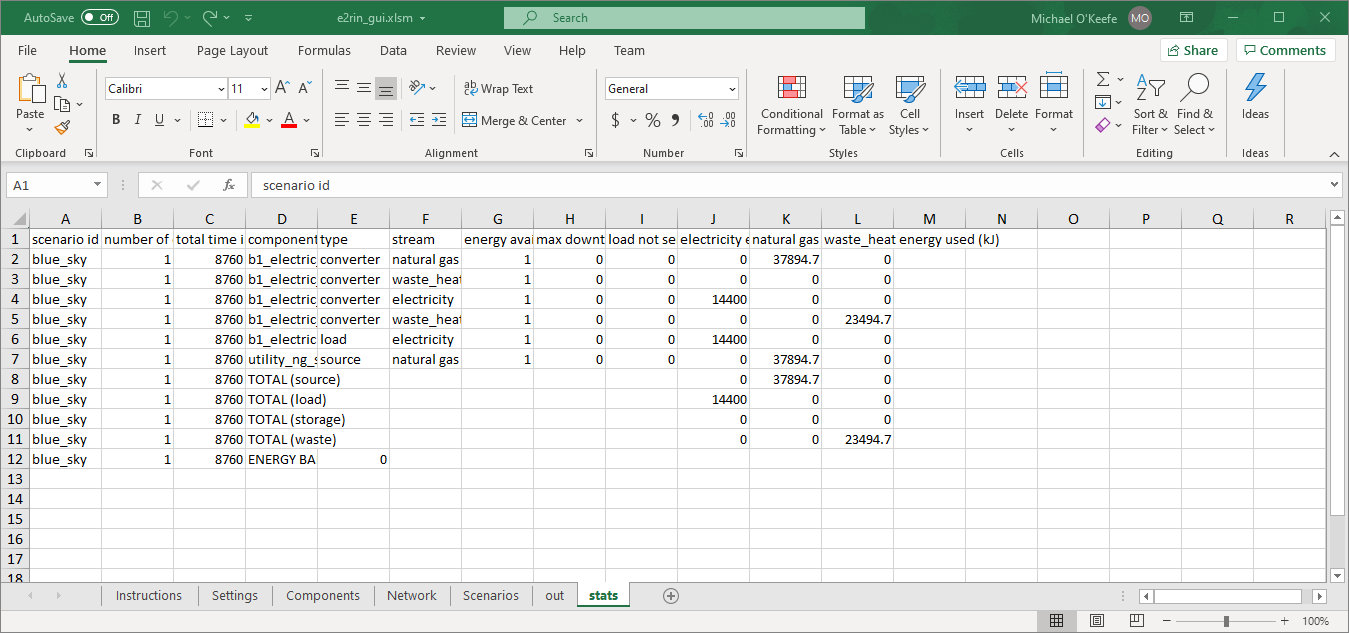 AutoSave Off e2rin_gui.xlsm Search Michael O'Keefe MO
File Home Insert Page Layout Formulas Data Review View Help Team Share Comments
Paste
Clipboard
Calibri 11
B I U A
Font
ab Wrap Text
Merge & Center
Alignment
General
$ % 9 .00
Number
Conditional Formatting
Format as Table
Cell Styles
Styles
Insert Delete Format
Cells
Sort & Filter
Find & Select
Editing
Ideas
Ideas
A1 fx scenario id
A B C D E F G H I J K L M N O P Q R
1 scenario id number of total time i component type stream energy avai max downt load not se electricity e natural gas waste_heat energy used (kJ)
2 blue_sky 1 8760 b1_electric converter natural gas 1 0 0 0 37894.7 0
3 blue_sky 1 8760 b1_electric converter waste_heat 1 0 0 0 0 0
4 blue_sky 1 8760 b1_electric converter electricity 1 0 0 14400 0 0
5 blue_sky 1 8760 b1_electric converter waste_heat 1 0 0 0 0 23494.7
6 blue_sky 1 8760 b1_electric load electricity 1 0 0 14400 0 0
7 blue_sky 1 8760 utility_ng_s source natural gas 1 0 0 0 37894.7 0
8 blue_sky 1 8760 TOTAL (source) 0 37894.7 0
9 blue_sky 1 8760 TOTAL (load) 14400 0 0
10 blue_sky 1 8760 TOTAL (storage) 0 0 0
11 blue_sky 1 8760 TOTAL (waste) 0 0 23494.7
12 blue_sky 1 8760 ENERGY BA 0
13
14
15
16
17
18
Instructions Settings Components Network Scenarios out stats
100%